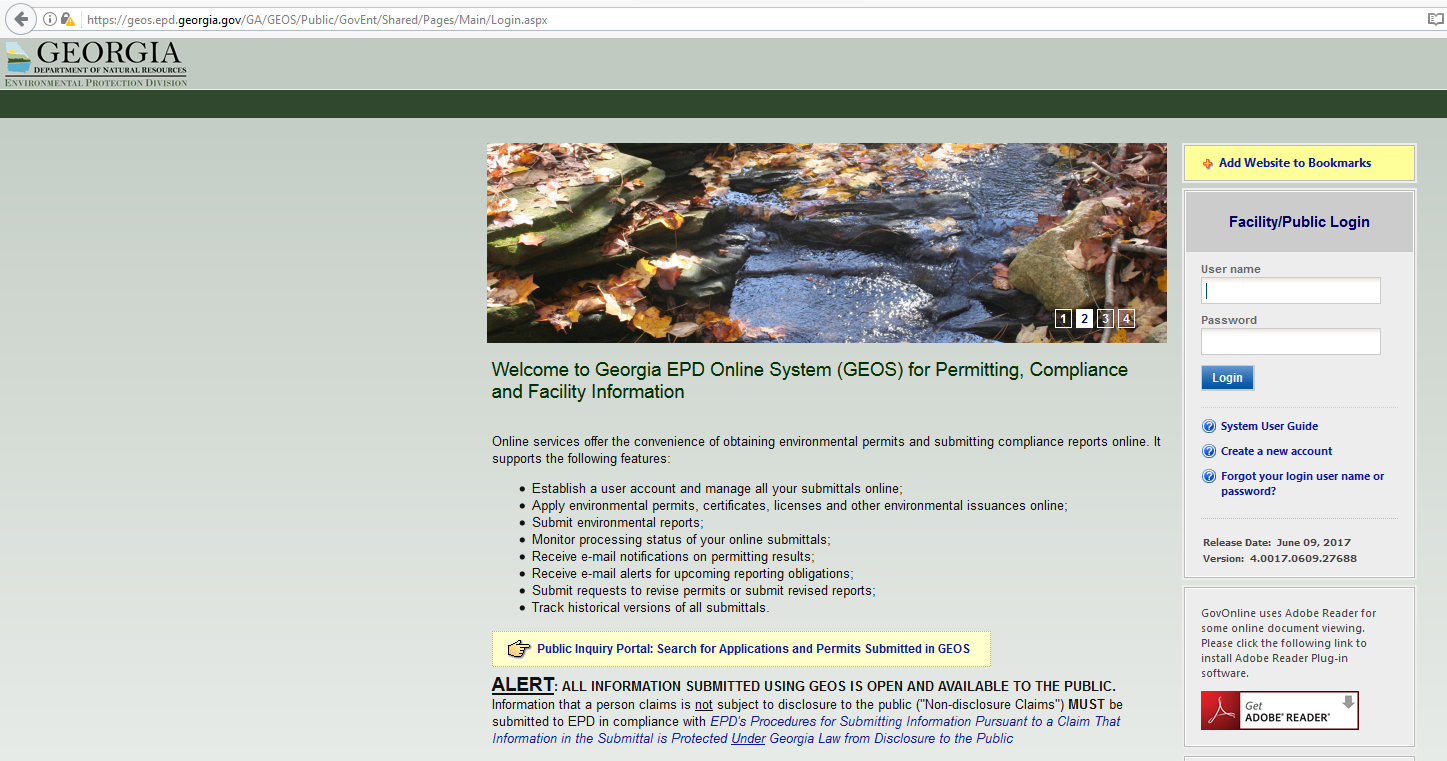 https://geos.epd.georgia.gov/GA/GEOS/Public/GovEnt/Shared/Pages/Main/Login.aspx
GEORGIA
DEPARTMENT OF NATURAL RESOURCES
ENVIRONMENTAL PROTECTION DIVISION
1 2 3 4
Welcome to Georgia EPD Online System (GEOS) for Permitting, Compliance
and Facility Information
Online services offer the convenience of obtaining environmental permits and submitting compliance reports online. It
supports the following features:
• Establish a user account and manage all your submittals online;
• Apply environmental permits, certificates, licenses and other environmental issuances online;
• Submit environmental reports;
• Monitor processing status of your online submittals;
• Receive e-mail notifications on permitting results;
• Receive e-mail alerts for upcoming reporting obligations;
• Submit requests to revise permits or submit revised reports;
• Track historical versions of all submittals.
Public Inquiry Portal: Search for Applications and Permits Submitted in GEOS
ALERT: ALL INFORMATION SUBMITTED USING GEOS IS OPEN AND AVAILABLE TO THE PUBLIC.
Information that a person claims is not subject to disclosure to the public ("Non-disclosure Claims") MUST be
submitted to EPD in compliance with EPD's Procedures for Submitting Information Pursuant to a Claim That
Information in the Submittal is Protected Under Georgia Law from Disclosure to the Public
Add Website to Bookmarks
Facility/Public Login
User name
Password
Login
System User Guide
Create a new account
Forgot your login user name or
password?
Release Date: June 09, 2017
Version: 4.0017.0609.27688
GovOnline uses Adobe Reader for
some online document viewing.
Please click the following link to
install Adobe Reader Plug-in
software.
Get
ADOBE® READER®